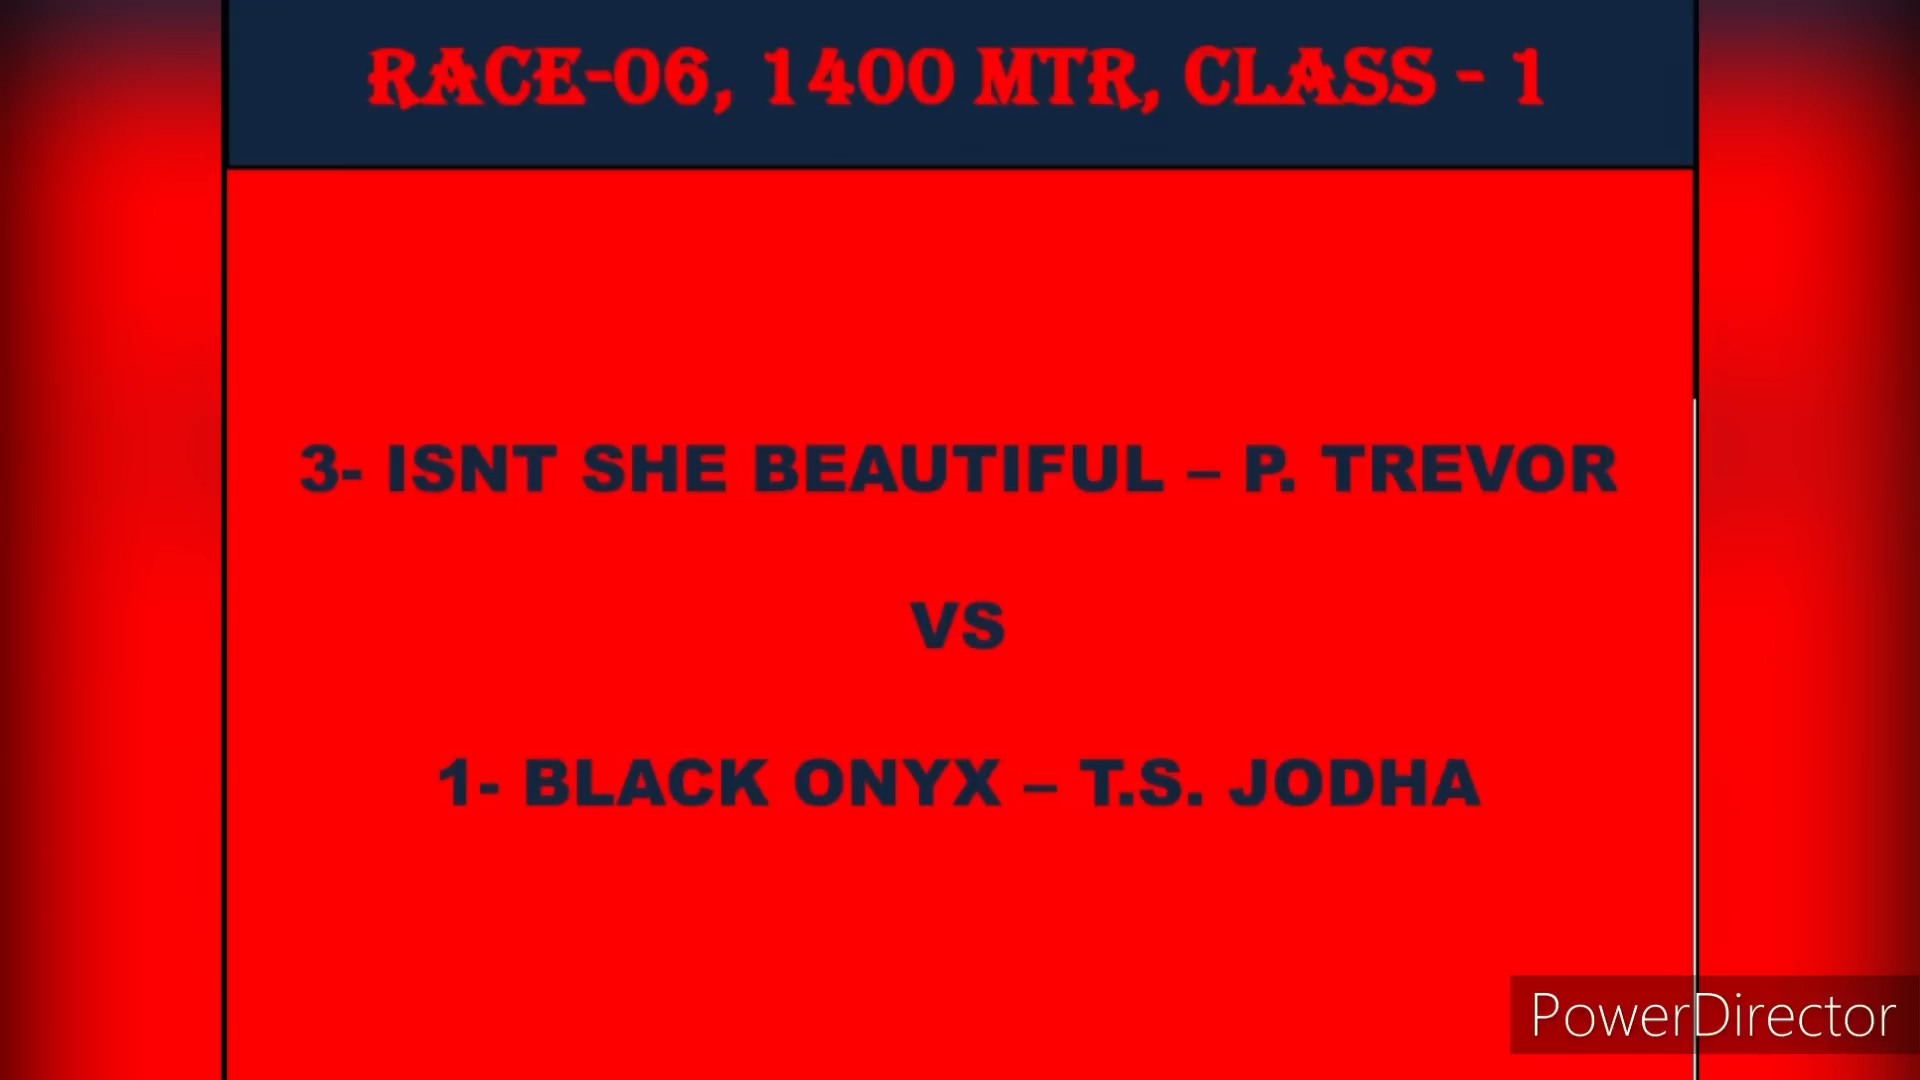 RACE-06, 1400 MTR, CLASS - 1
3- ISNT SHE BEAUTIFUL – P. TREVOR
VS
1- BLACK ONYX – T.S. JODHA
PowerDirector